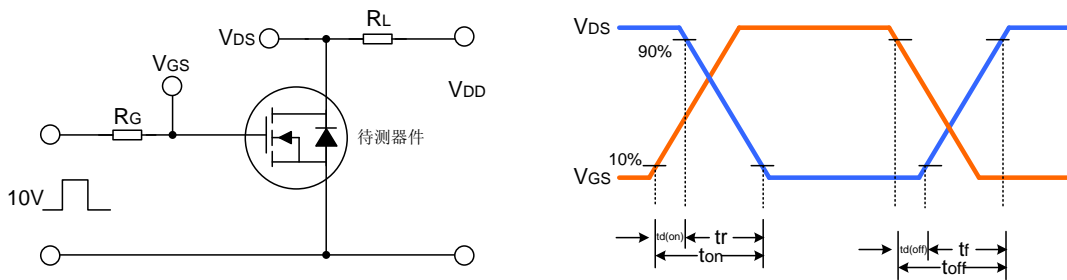 VDS
RL
VGS
VDD
RG
待测器件
10V
VDS
90%
10%
VGS
td(on)
tr
ton
td(off)
tf
toff